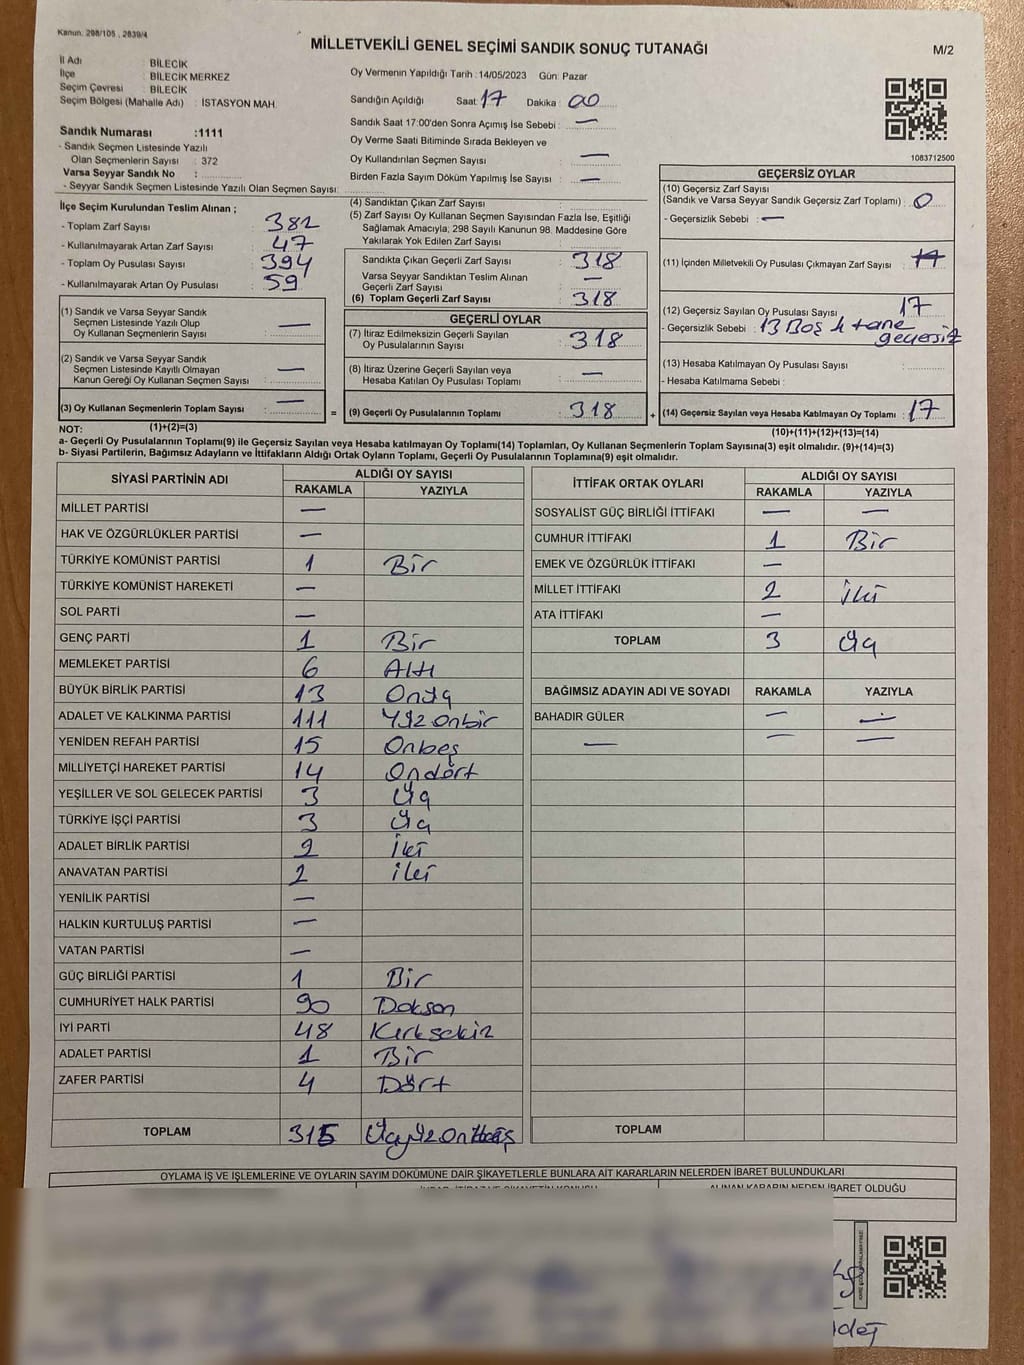 Kanun. 298/105 , 2839/4
MİLLETVEKİLİ GENEL SEÇİMİ SANDIK SONUÇ TUTANAĞI
M/2
İl Adı : BİLECİK
İlçe : BİLECİK MERKEZ
Seçim Çevresi : BİLECİK
Seçim Bölgesi (Mahalle Adı) : İSTASYON MAH.
Sandık Numarası :1111
- Sandık Seçmen Listesinde Yazılı
Olan Seçmenlerin Sayısı : 372
Varsa Seyyar Sandık No :
- Seyyar Sandık Seçmen Listesinde Yazılı Olan Seçmen Sayısı:
Oy Vermenin Yapıldığı Tarih : 14/05/2023 Gün: Pazar
Sandığın Açıldığı Saat : 17 Dakika : 00
Sandık Saat 17:00'den Sonra Açımış İse Sebebi : —
Oy Verme Saati Bitiminde Sırada Bekleyen ve
Oy Kullandırılan Seçmen Sayısı : —
Birden Fazla Sayım Döküm Yapılmış İse Sayısı : —
1083712500
İlçe Seçim Kurulundan Teslim Alınan ;
- Toplam Zarf Sayısı : 382
- Kullanılmayarak Artan Zarf Sayısı : 47
- Toplam Oy Pusulası Sayısı : 394
- Kullanılmayarak Artan Oy Pusulası : 59
(1) Sandık ve Varsa Seyyar Sandık
Seçmen Listesinde Yazılı Olup
Oy Kullanan Seçmenlerin Sayısı : —
(2) Sandık ve Varsa Seyyar Sandık
Seçmen Listesinde Kayıtlı Olmayan
Kanun Gereği Oy Kullanan Seçmen Sayısı : —
(3) Oy Kullanan Seçmenlerin Toplam Sayısı : —
(4) Sandıktan Çıkan Zarf Sayısı :
(5) Zarf Sayısı Oy Kullanan Seçmen Sayısından Fazla İse, Eşitliği
Sağlamak Amacıyla, 298 Sayılı Kanunun 98. Maddesine Göre
Yakılarak Yok Edilen Zarf Sayısı :
Sandıkta Çıkan Geçerli Zarf Sayısı : 318
Varsa Seyyar Sandıktan Teslim Alınan
Geçerli Zarf Sayısı : —
(6) Toplam Geçerli Zarf Sayısı : 318
GEÇERLİ OYLAR
(7) İtiraz Edilmeksizin Geçerli Sayılan
Oy Pusulalarının Sayısı : 318
(8) İtiraz Üzerine Geçerli Sayılan veya
Hesaba Katılan Oy Pusulası Toplamı : —
= (9) Geçerli Oy Pusulalarının Toplamı : 318 +
GEÇERSİZ OYLAR
(10) Geçersiz Zarf Sayısı
(Sandık ve Varsa Seyyar Sandık Geçersiz Zarf Toplamı) : 0
- Geçersizlik Sebebi : —
(11) İçinden Milletvekili Oy Pusulası Çıkmayan Zarf Sayısı :
(12) Geçersiz Sayılan Oy Pusulası Sayısı : 17
- Geçersizlik Sebebi : 13 Boş 4 tane
geçersiz
(13) Hesaba Katılmayan Oy Pusulası Sayısı :
- Hesaba Katılmama Sebebi :
(14) Geçersiz Sayılan veya Hesaba Katılmayan Oy Toplamı : 17
NOT: (1)+(2)=(3)
(10)+(11)+(12)+(13)=(14)
a- Geçerli Oy Pusulalarının Toplamı(9) ile Geçersiz Sayılan veya Hesaba katılmayan Oy Toplamı(14) Toplamları, Oy Kullanan Seçmenlerin Toplam Sayısına(3) eşit olmalıdır. (9)+(14)=(3)
b- Siyasi Partilerin, Bağımsız Adayların ve İttifakların Aldığı Ortak Oyların Toplamı, Geçerli Oy Pusulalarının Toplamına(9) eşit olmalıdır.
SİYASİ PARTİNİN ADI ALDIĞI OY SAYISI
RAKAMLA YAZIYLA
MİLLET PARTİSİ —
HAK VE ÖZGÜRLÜKLER PARTİSİ —
TÜRKİYE KOMÜNİST PARTİSİ 1 Bir
TÜRKİYE KOMÜNİST HAREKETİ —
SOL PARTİ —
GENÇ PARTİ 1 Bir
MEMLEKET PARTİSİ 6 Altı
BÜYÜK BİRLİK PARTİSİ 13 Onüç
ADALET VE KALKINMA PARTİSİ 111 Yüz onbir
YENİDEN REFAH PARTİSİ 15 Onbeş
MİLLİYETÇİ HAREKET PARTİSİ 14 Ondört
YEŞİLLER VE SOL GELECEK PARTİSİ 3 Üç
TÜRKİYE İŞÇİ PARTİSİ 3 Üç
ADALET BİRLİK PARTİSİ 2 İki
ANAVATAN PARTİSİ 2 iki
YENİLİK PARTİSİ —
HALKIN KURTULUŞ PARTİSİ —
VATAN PARTİSİ —
GÜÇ BİRLİĞİ PARTİSİ 1 Bir
CUMHURİYET HALK PARTİSİ 90 Doksan
İYİ PARTİ 48 Kırksekiz
ADALET PARTİSİ 1 Bir
ZAFER PARTİSİ 4 Dört
TOPLAM 315 Üçyüzonbeş
İTTİFAK ORTAK OYLARI ALDIĞI OY SAYISI
RAKAMLA YAZIYLA
SOSYALİST GÜÇ BİRLİĞİ İTTİFAKI — —
CUMHUR İTTİFAKI 1 Bir
EMEK VE ÖZGÜRLÜK İTTİFAKI —
MİLLET İTTİFAKI 2 İki
ATA İTTİFAKI —
TOPLAM 3 Üç
BAĞIMSIZ ADAYIN ADI VE SOYADI RAKAMLA YAZIYLA
BAHADIR GÜLER — —
— — —
TOPLAM
OYLAMA İŞ VE İŞLEMLERİNE VE OYLARIN SAYIM DÖKÜMÜNE DAİR ŞİKAYETLERLE BUNLARA AİT KARARLARIN NELERDEN İBARET BULUNDUKLARI
ALINAN KARARIN NEDEN İBARET OLDUĞU